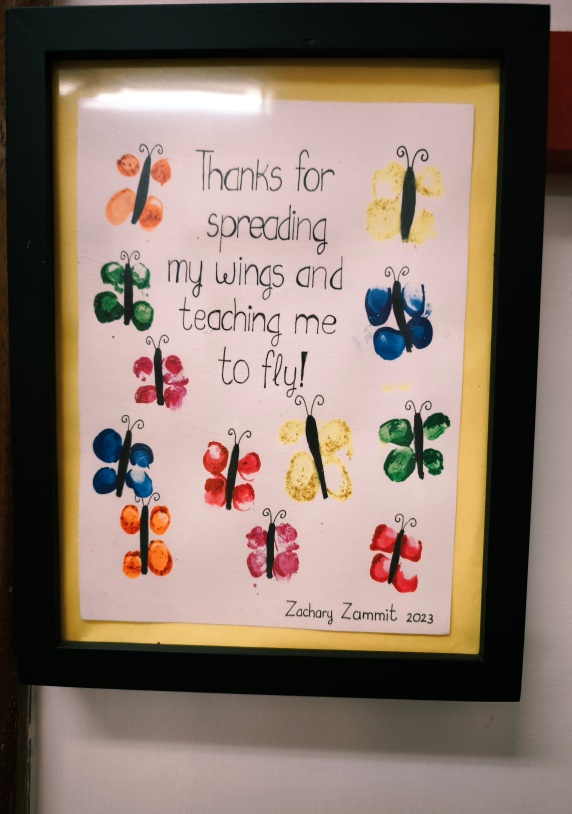 Thanks for
spreading
my wings and
teaching me
to fly!
Zachary Zammit 2023